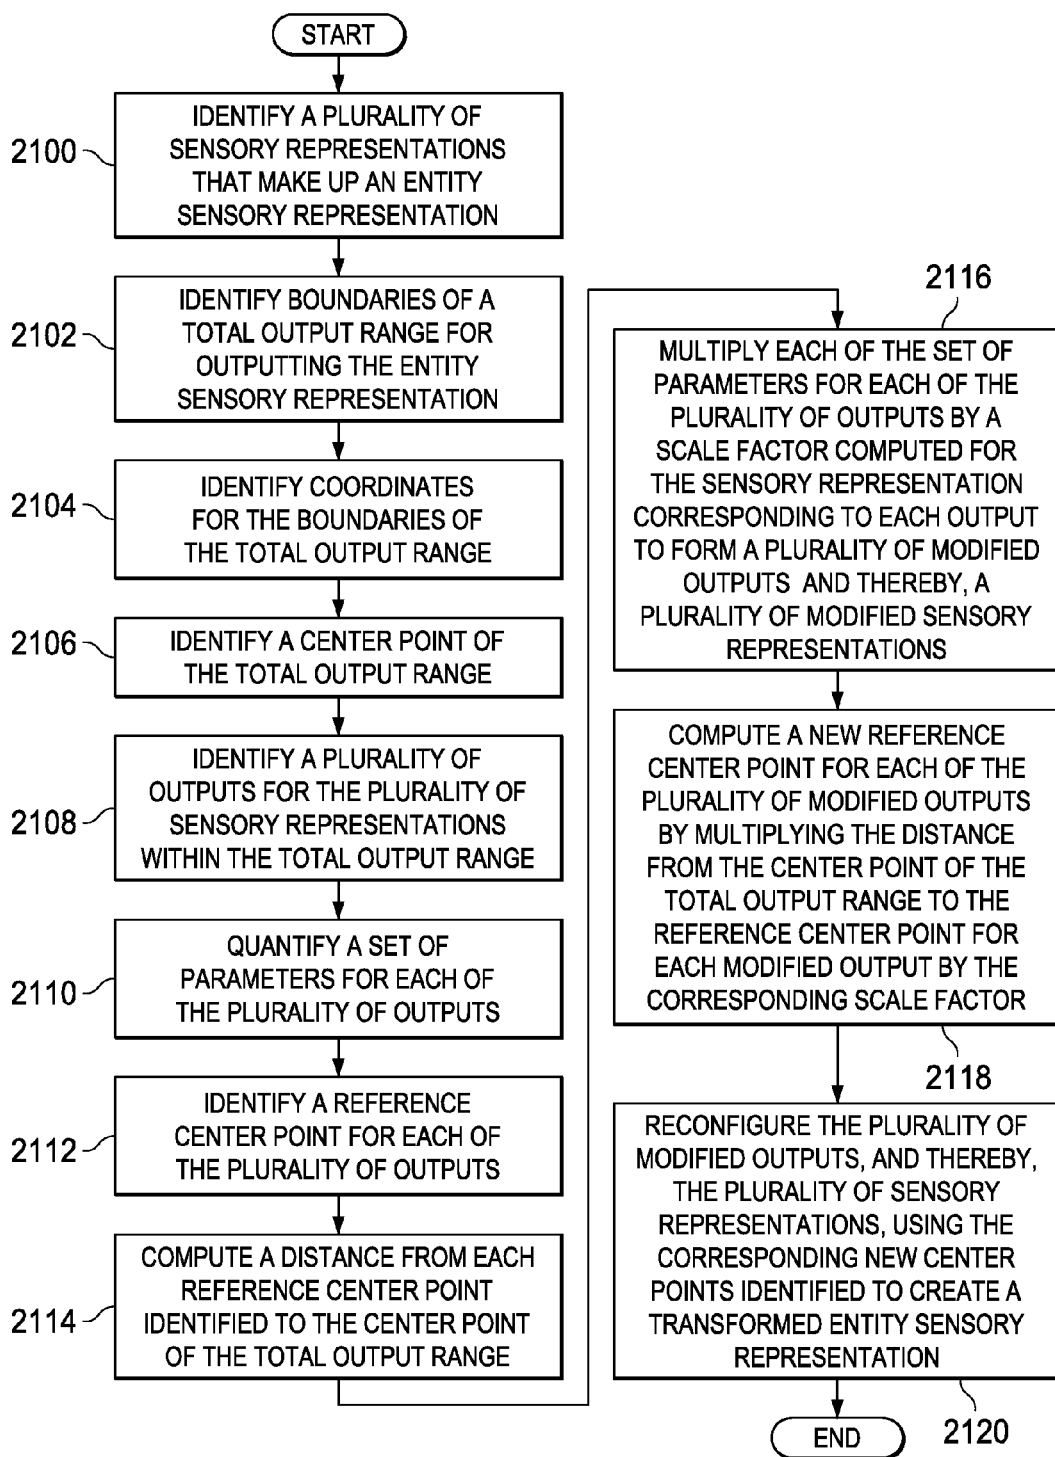 START
2100
IDENTIFY A PLURALITY OF
SENSORY REPRESENTATIONS
THAT MAKE UP AN ENTITY
SENSORY REPRESENTATION
2102
IDENTIFY BOUNDARIES OF A
TOTAL OUTPUT RANGE FOR
OUTPUTTING THE ENTITY
SENSORY REPRESENTATION
2104
IDENTIFY COORDINATES
FOR THE BOUNDARIES OF
THE TOTAL OUTPUT RANGE
2106
IDENTIFY A CENTER POINT OF
THE TOTAL OUTPUT RANGE
2108
IDENTIFY A PLURALITY OF
OUTPUTS FOR THE PLURALITY OF
SENSORY REPRESENTATIONS
WITHIN THE TOTAL OUTPUT RANGE
2110
QUANTIFY A SET OF
PARAMETERS FOR EACH OF
THE PLURALITY OF OUTPUTS
2112
IDENTIFY A REFERENCE
CENTER POINT FOR EACH OF
THE PLURALITY OF OUTPUTS
2114
COMPUTE A DISTANCE FROM EACH
REFERENCE CENTER POINT
IDENTIFIED TO THE CENTER POINT
OF THE TOTAL OUTPUT RANGE
2116
MULTIPLY EACH OF THE SET OF
PARAMETERS FOR EACH OF THE
PLURALITY OF OUTPUTS BY A
SCALE FACTOR COMPUTED FOR
THE SENSORY REPRESENTATION
CORRESPONDING TO EACH OUTPUT
TO FORM A PLURALITY OF MODIFIED
OUTPUTS AND THEREBY, A
PLURALITY OF MODIFIED SENSORY
REPRESENTATIONS
COMPUTE A NEW REFERENCE
CENTER POINT FOR EACH OF THE
PLURALITY OF MODIFIED OUTPUTS
BY MULTIPLYING THE DISTANCE
FROM THE CENTER POINT OF THE
TOTAL OUTPUT RANGE TO THE
REFERENCE CENTER POINT FOR
EACH MODIFIED OUTPUT BY THE
CORRESPONDING SCALE FACTOR
2118
RECONFIGURE THE PLURALITY OF
MODIFIED OUTPUTS, AND THEREBY,
THE PLURALITY OF SENSORY
REPRESENTATIONS, USING THE
CORRESPONDING NEW CENTER
POINTS IDENTIFIED TO CREATE A
TRANSFORMED ENTITY SENSORY
REPRESENTATION
2120
END